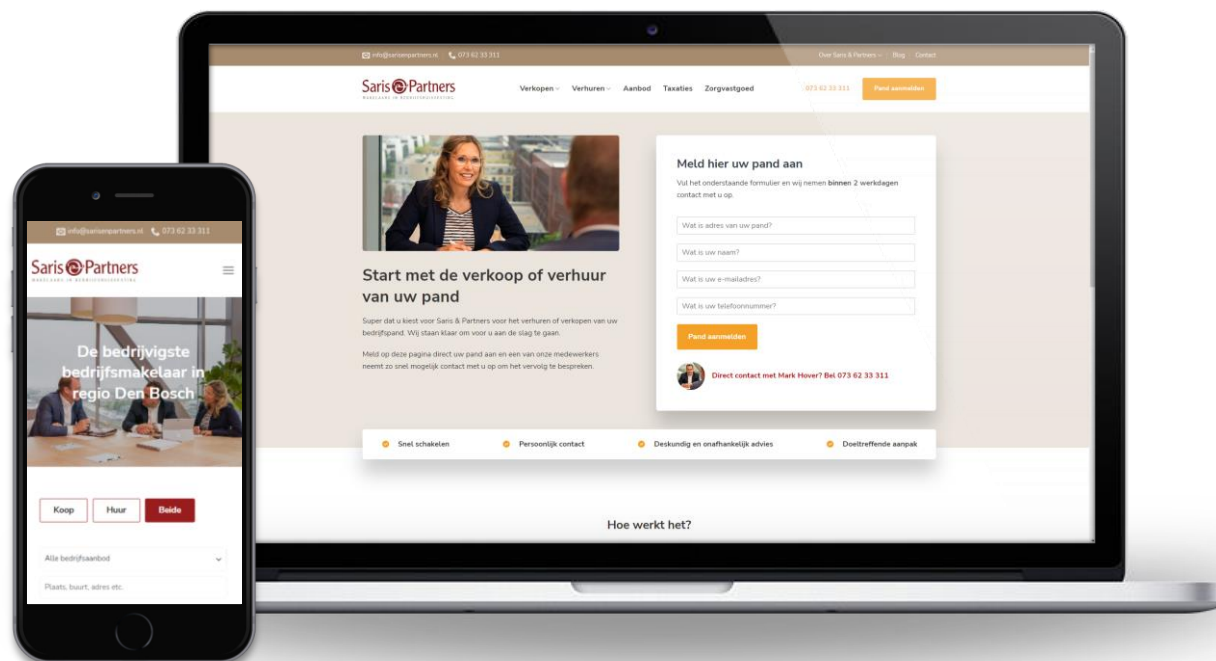 info@sarisenpartners.nl 073 62 33 311
Over Saris & Partners Blog Contact
Saris Partners
MAKELAARS IN BEDRIJFSHUISVESTING
Verkopen Verhuren Aanbod Taxaties Zorgvastgoed
073 62 33 311
Pand aanmelden
Start met de verkoop of verhuur
van uw pand
Super dat u kiest voor Saris & Partners voor het verhuren of verkopen van uw
bedrijfspand. Wij staan klaar om voor u aan de slag te gaan.
Meld op deze pagina direct uw pand aan en een van onze medewerkers
neemt zo snel mogelijk contact met u op om het vervolg te bespreken.
Meld hier uw pand aan
Vul het onderstaande formulier en wij nemen binnen 2 werkdagen
contact met u op.
Wat is adres van uw pand?
Wat is uw naam?
Wat is uw e-mailadres?
Wat is uw telefoonnummer?
Pand aanmelden
Direct contact met Mark Hover? Bel 073 62 33 311
Snel schakelen
Persoonlijk contact
Deskundig en onafhankelijk advies
Doeltreffende aanpak
Hoe werkt het?
info@sarisenpartners.nl 073 62 33 311
Saris Partners
MAKELAARS IN BEDRIJFSHUISVESTING
De bedrijvigste
bedrijfsmakelaar in
regio Den Bosch
Koop Huur Beide
Alle bedrijfsaanbod
Plaats, buurt, adres etc.